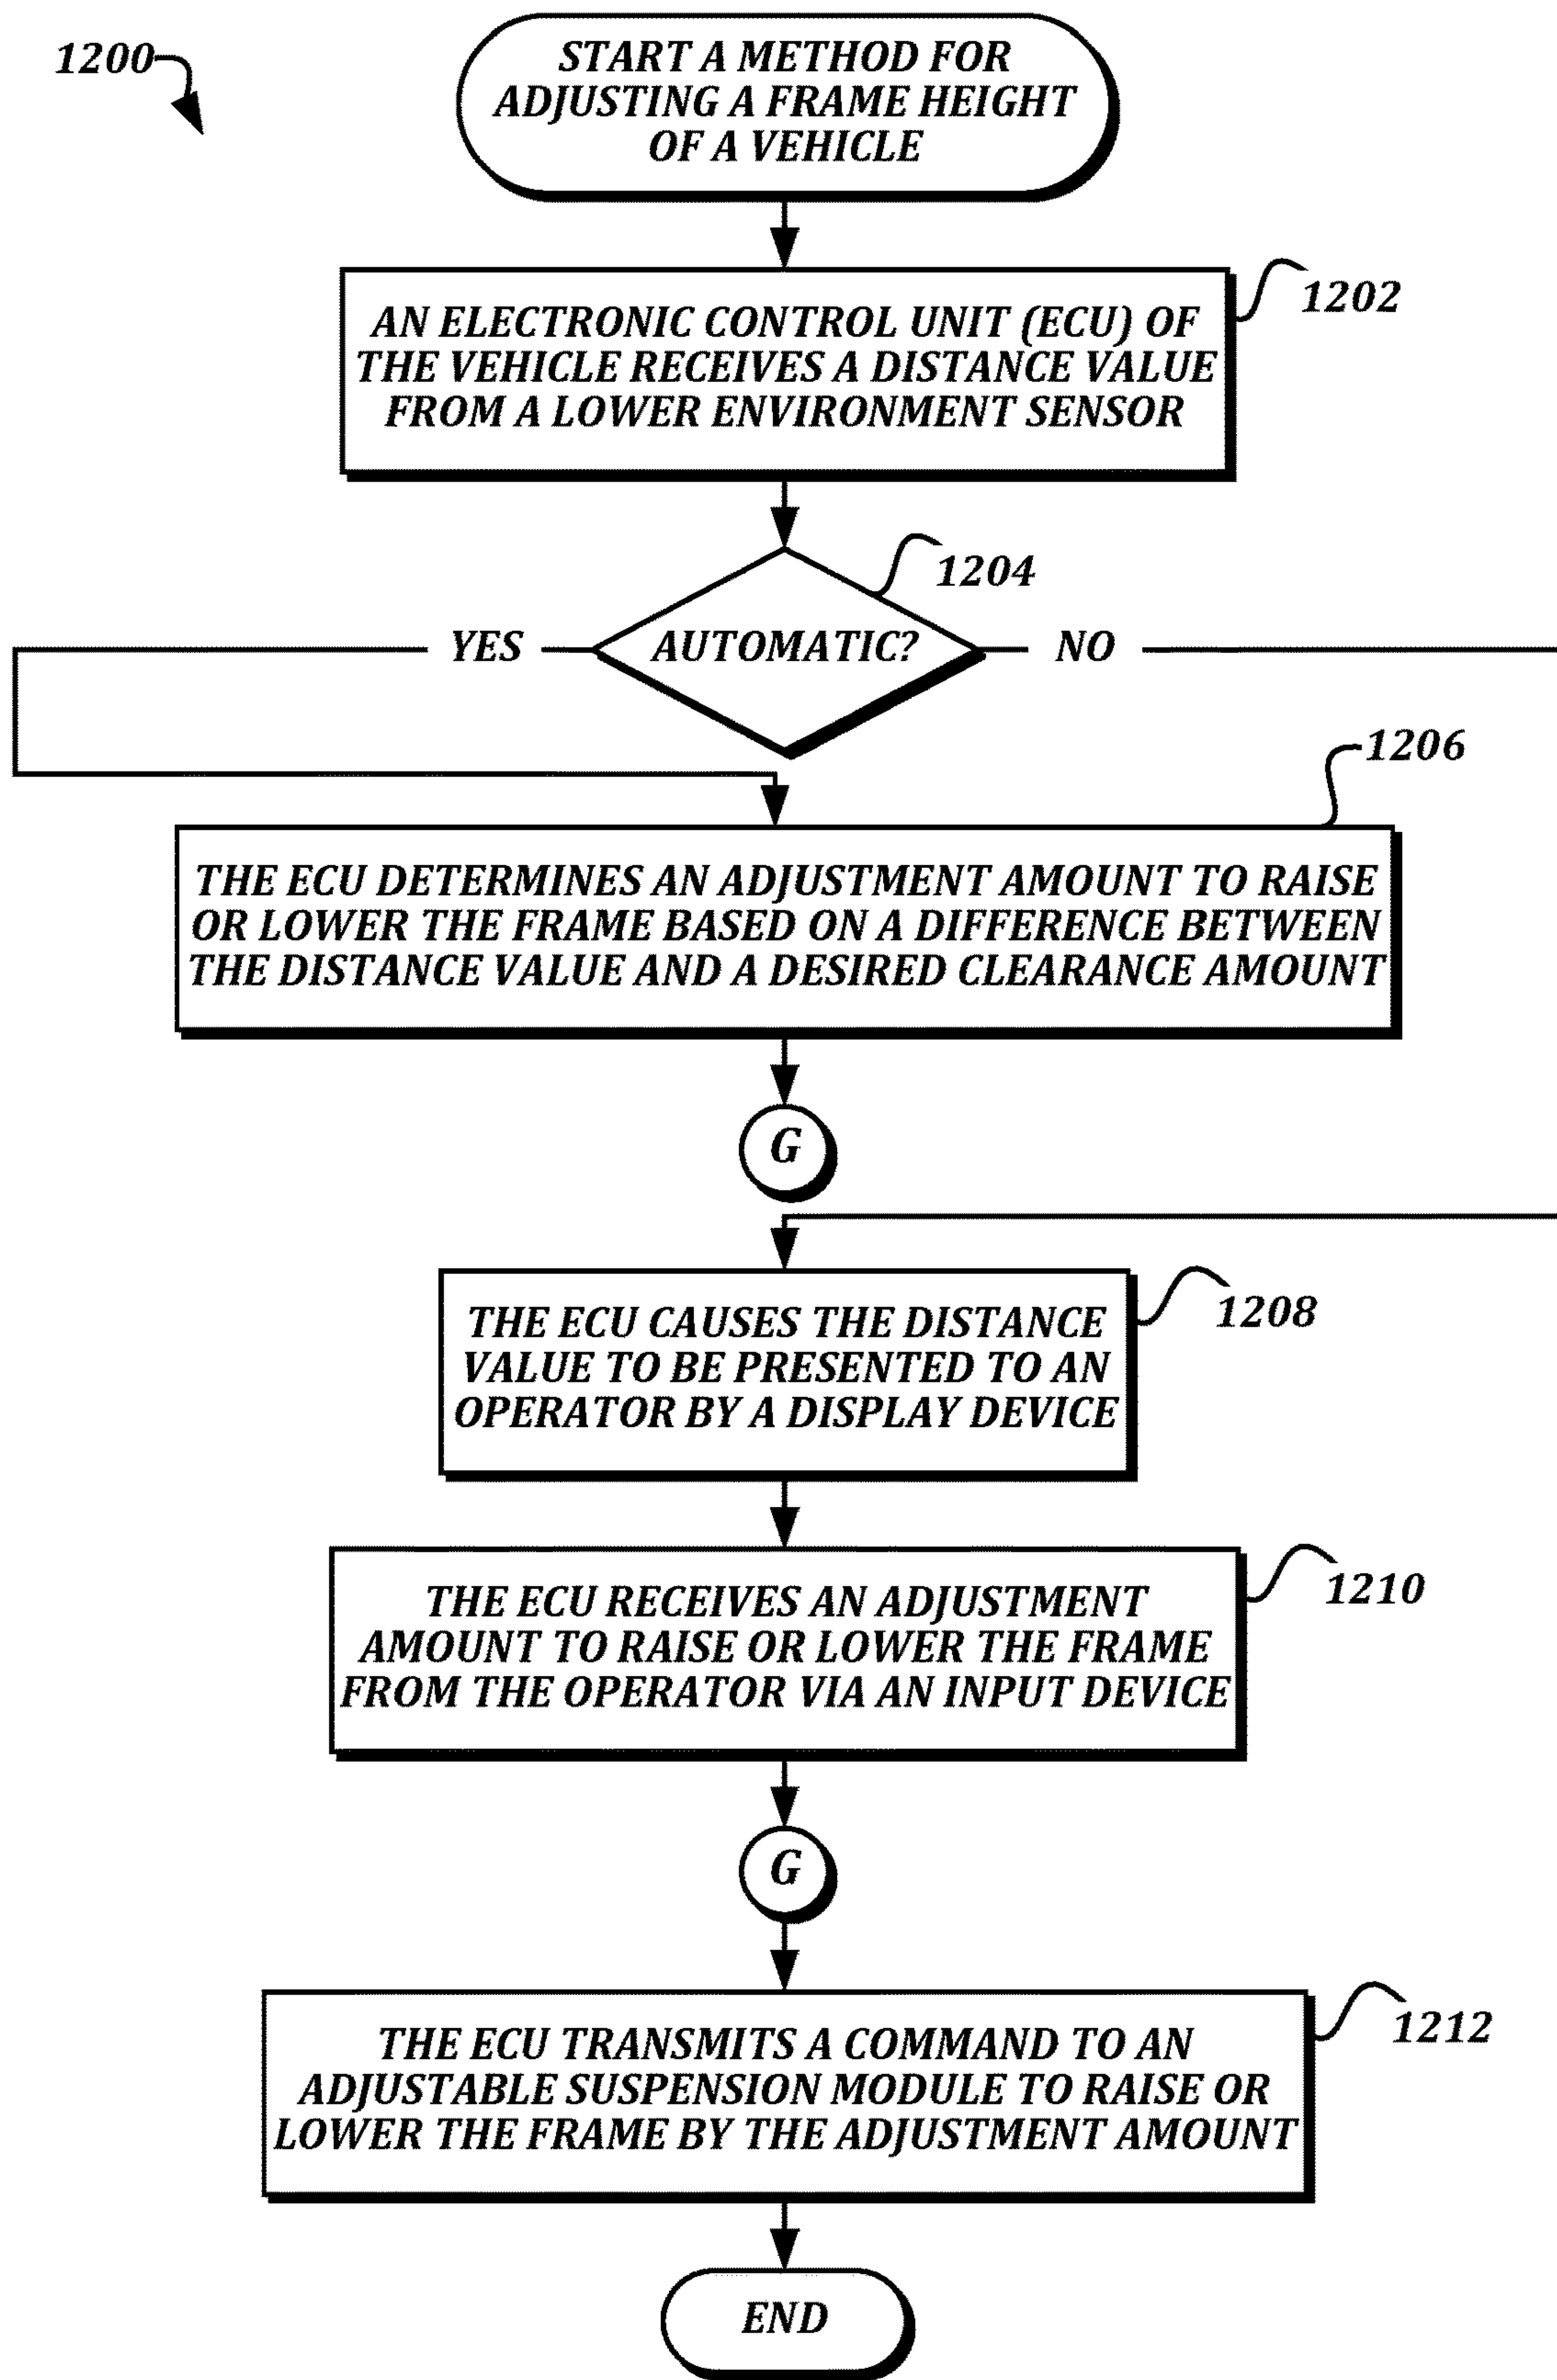 1200
START A METHOD FOR
ADJUSTING A FRAME HEIGHT
OF A VEHICLE
1202
AN ELECTRONIC CONTROL UNIT (ECU) OF
THE VEHICLE RECEIVES A DISTANCE VALUE
FROM A LOWER ENVIRONMENT SENSOR
1204
YES
AUTOMATIC?
NO
1206
THE ECU DETERMINES AN ADJUSTMENT AMOUNT TO RAISE
OR LOWER THE FRAME BASED ON A DIFFERENCE BETWEEN
THE DISTANCE VALUE AND A DESIRED CLEARANCE AMOUNT
G
1208
THE ECU CAUSES THE DISTANCE
VALUE TO BE PRESENTED TO AN
OPERATOR BY A DISPLAY DEVICE
1210
THE ECU RECEIVES AN ADJUSTMENT
AMOUNT TO RAISE OR LOWER THE FRAME
FROM THE OPERATOR VIA AN INPUT DEVICE
G
1212
THE ECU TRANSMITS A COMMAND TO AN
ADJUSTABLE SUSPENSION MODULE TO RAISE OR
LOWER THE FRAME BY THE ADJUSTMENT AMOUNT
END